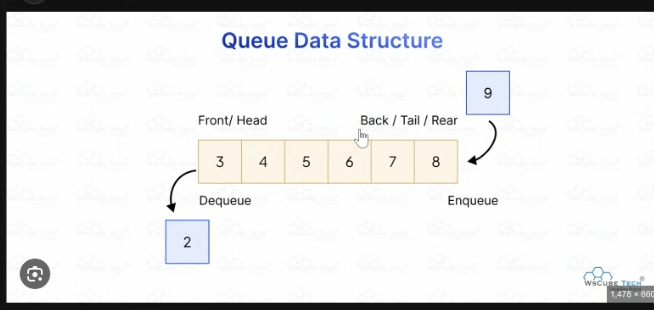 Queue Data Structure
9
Front/ Head
Back / Tail / Rear
3 4 5 6 7 8
Dequeue
Enqueue
2
WsCube Tech
1,478 × 660